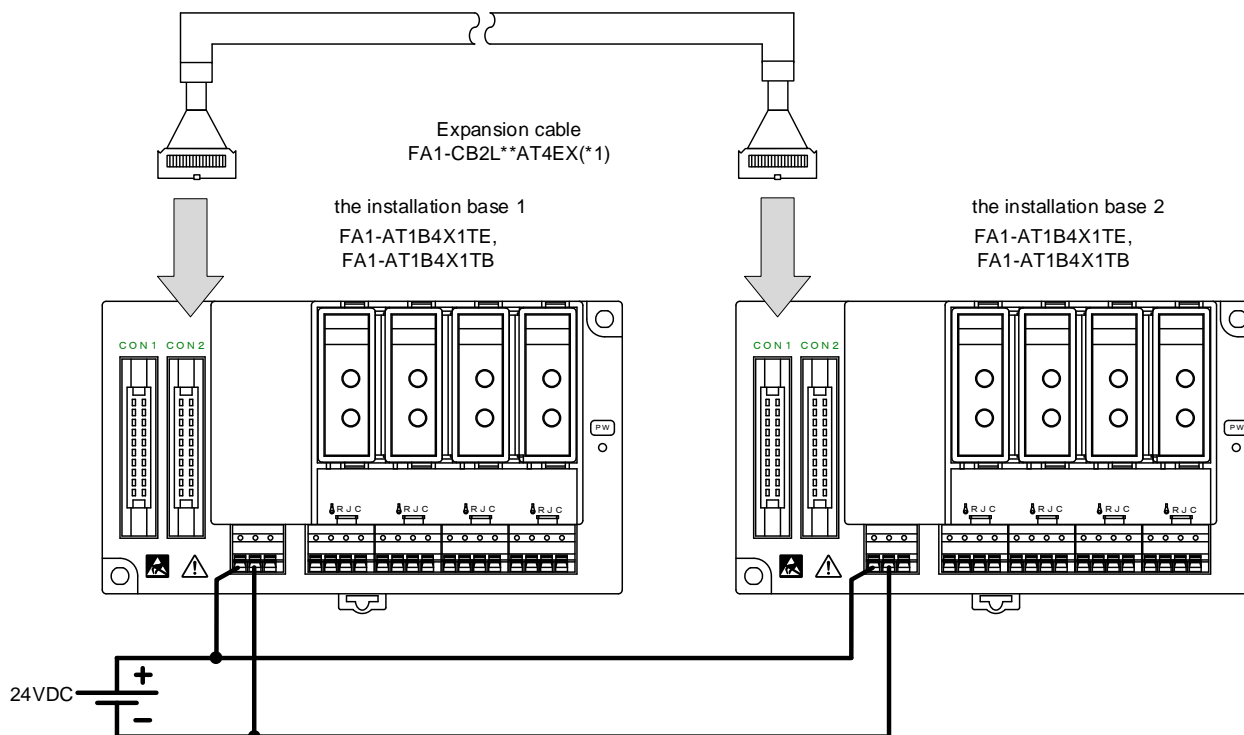 Expansion cable
FA1-CB2L**AT4EX(*1)
the installation base 1
FA1-AT1B4X1TE,
FA1-AT1B4X1TB
the installation base 2
FA1-AT1B4X1TE,
FA1-AT1B4X1TB
CON1 CON2
PW
RJC RJC RJC RJC
CON1 CON2
PW
RJC RJC RJC RJC
24VDC
+
−